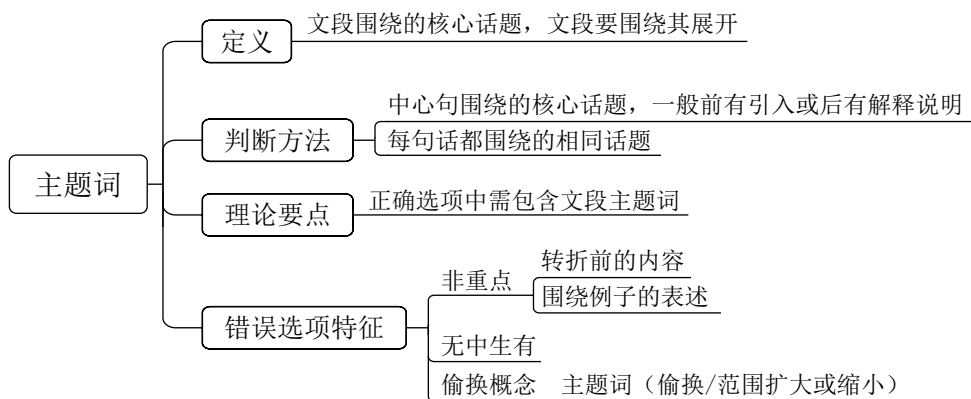 主题词
定义
文段围绕的核心话题，文段要围绕其展开
判断方法
中心句围绕的核心话题，一般前有引入或后有解释说明
每句话都围绕的相同话题
理论要点
正确选项中需包含文段主题词
错误选项特征
非重点
转折前的内容
围绕例子的表述
无中生有
偷换概念 主题词（偷换/范围扩大或缩小）